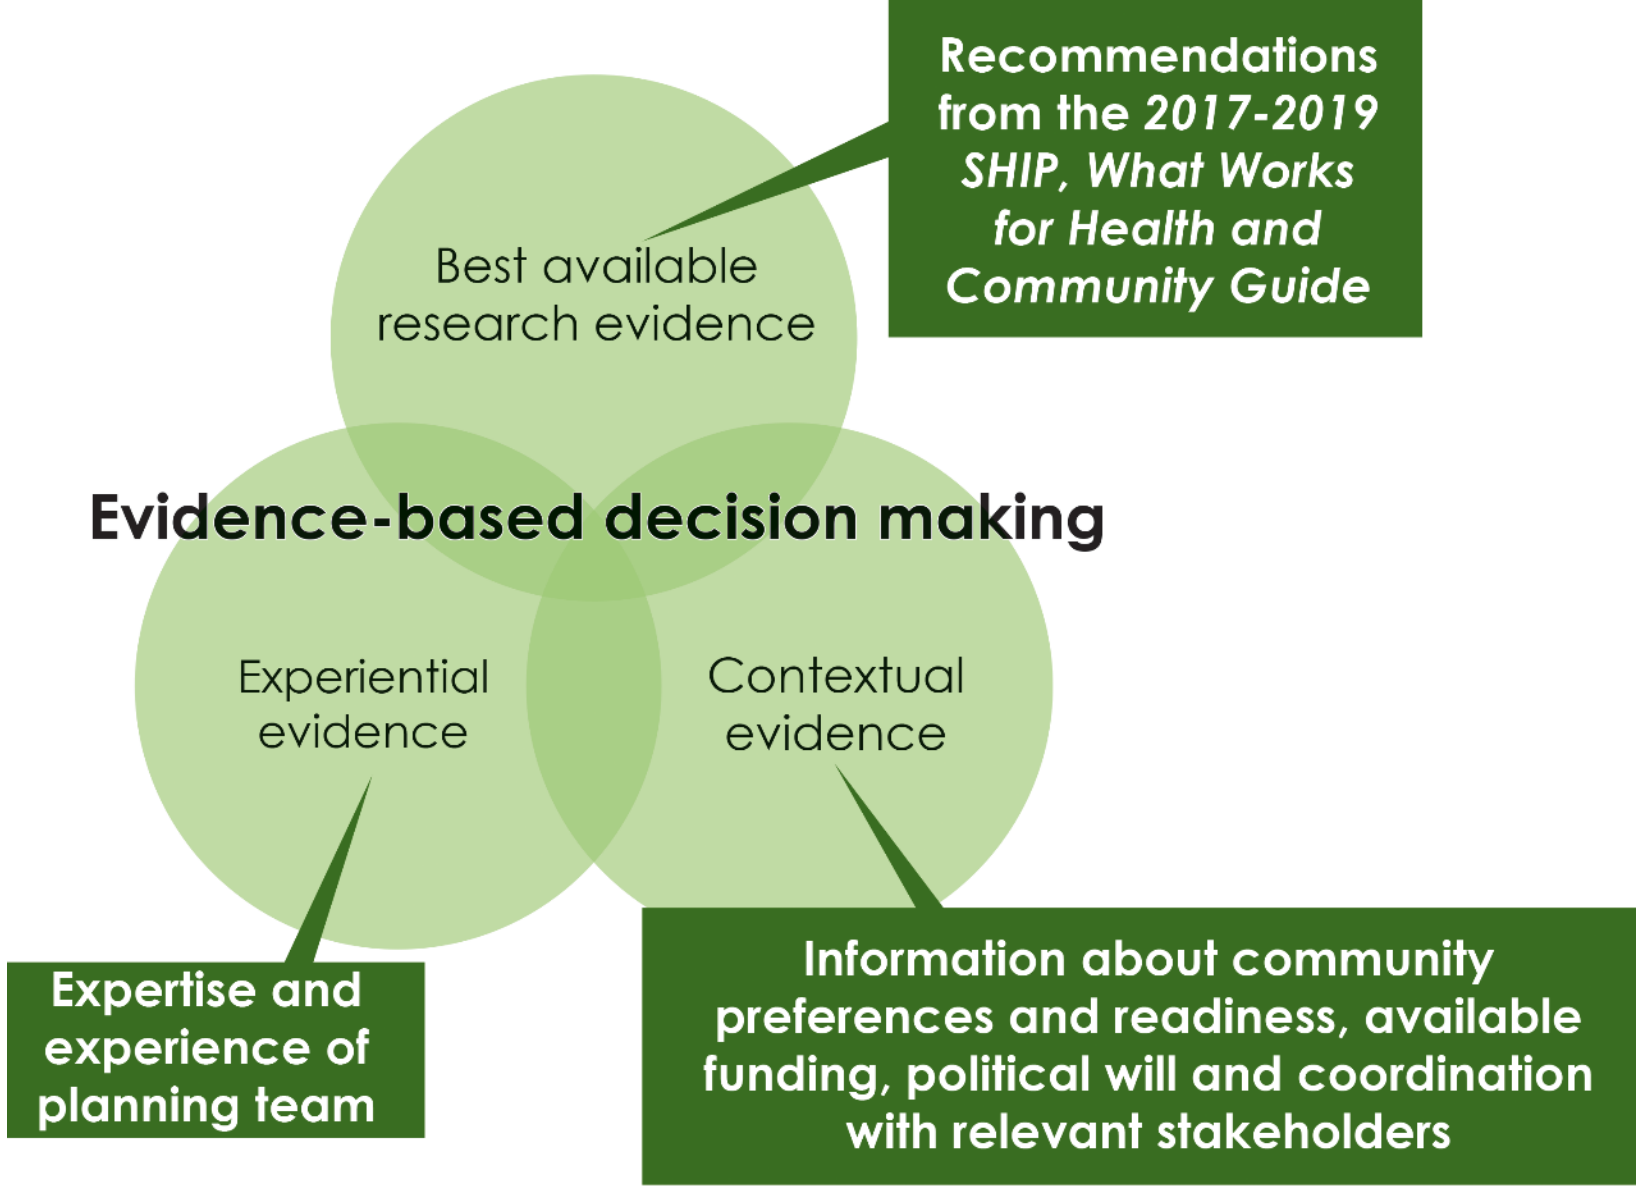 Recommendations
from the 2017-2019
SHIP, What Works
for Health and
Community Guide
Best available
research evidence
Evidence-based decision making
Experiential
evidence
Contextual
evidence
Expertise and
experience of
planning team
Information about community
preferences and readiness, available
funding, political will and coordination
with relevant stakeholders